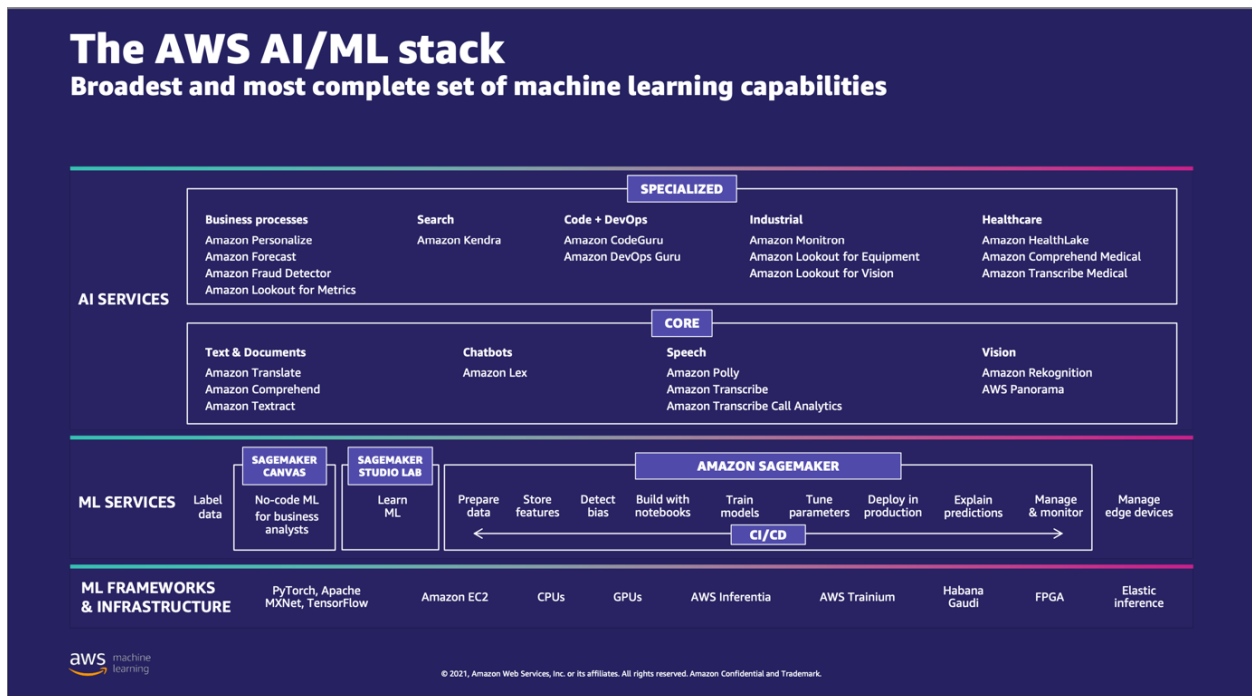 The AWS AI/ML stack
Broadest and most complete set of machine learning capabilities
AI SERVICES
SPECIALIZED
Business processes
Amazon Personalize
Amazon Forecast
Amazon Fraud Detector
Amazon Lookout for Metrics
Search
Amazon Kendra
Code + DevOps
Amazon CodeGuru
Amazon DevOps Guru
Industrial
Amazon Monitron
Amazon Lookout for Equipment
Amazon Lookout for Vision
Healthcare
Amazon HealthLake
Amazon Comprehend Medical
Amazon Transcribe Medical
CORE
Text & Documents
Amazon Translate
Amazon Comprehend
Amazon Textract
Chatbots
Amazon Lex
Speech
Amazon Polly
Amazon Transcribe
Amazon Transcribe Call Analytics
Vision
Amazon Rekognition
AWS Panorama
ML SERVICES
Label
data
SAGEMAKER
CANVAS
No-code ML
for business
analysts
SAGEMAKER
STUDIO LAB
Learn
ML
AMAZON SAGEMAKER
Prepare
data
Store
features
Detect
bias
Build with
notebooks
Train
models
Tune
parameters
Deploy in
production
Explain
predictions
Manage
& monitor
CI/CD
Manage
edge devices
ML FRAMEWORKS
& INFRASTRUCTURE
PyTorch, Apache
MXNet, TensorFlow
Amazon EC2
CPUs
GPUs
AWS Inferentia
AWS Trainium
Habana
Gaudi
FPGA
Elastic
inference
aws
machine
learning
© 2021, Amazon Web Services, Inc. or its affiliates. All rights reserved. Amazon Confidential and Trademark.